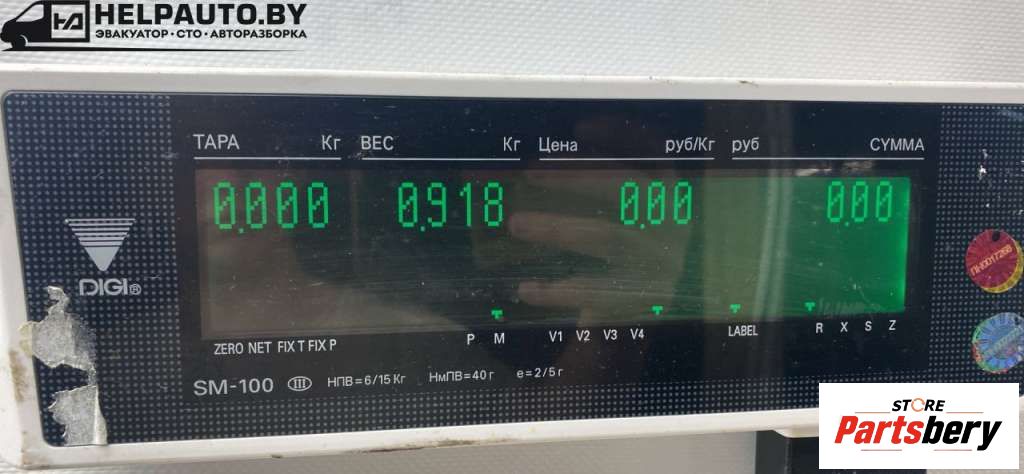 HELPAUTO.BY
ЭВАКУАТОР·СТО·АВТОРАЗБОРКА
ТАРА Кг ВЕС Кг Цена руб/Кг руб СУММА
0.000 0.918 0.00 0.00
DIGI®
ПН0017268
ZERO NET FIX T FIX P P M V1 V2 V3 V4 LABEL R X S Z
SM-100 III НПВ=6/15 Кг НмПВ=40 г e=2/5 г
STORE
Partsbery